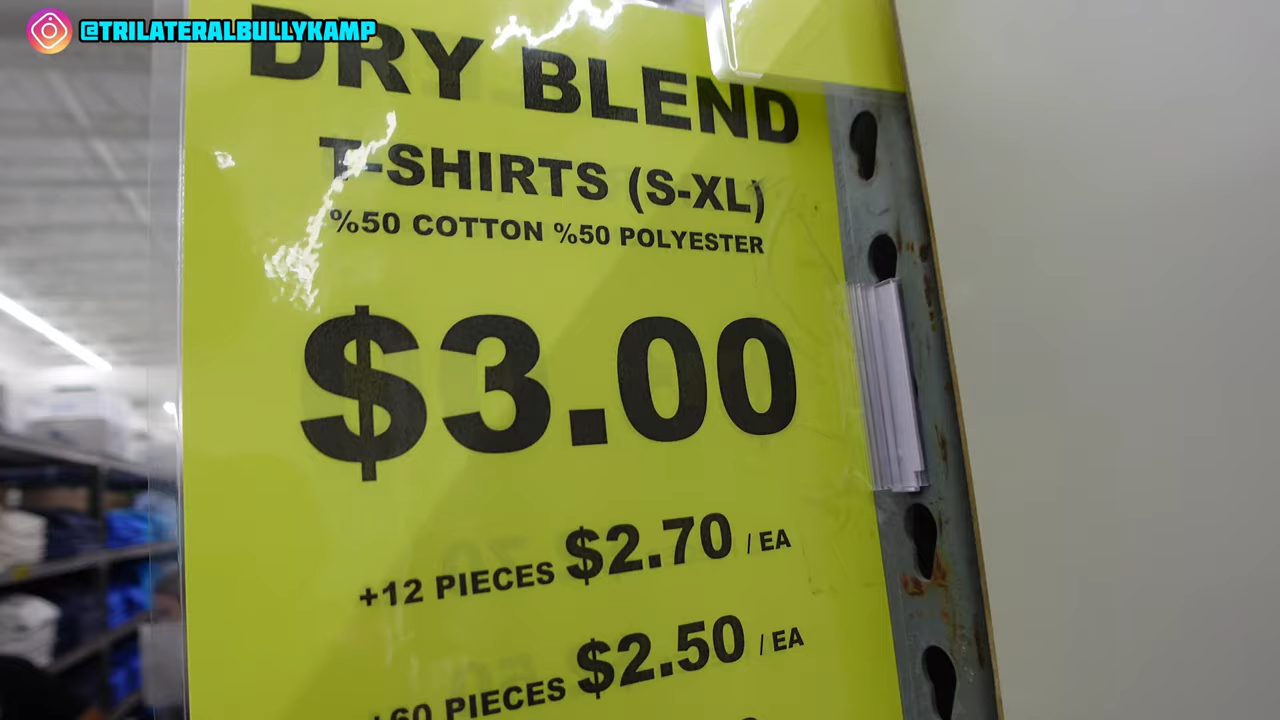 @TRILATERALBULLYKAMP
DRY BLEND
T-SHIRTS (S-XL)
%50 COTTON %50 POLYESTER
$3.00
+12 PIECES $2.70 / EA
+60 PIECES $2.50 / EA